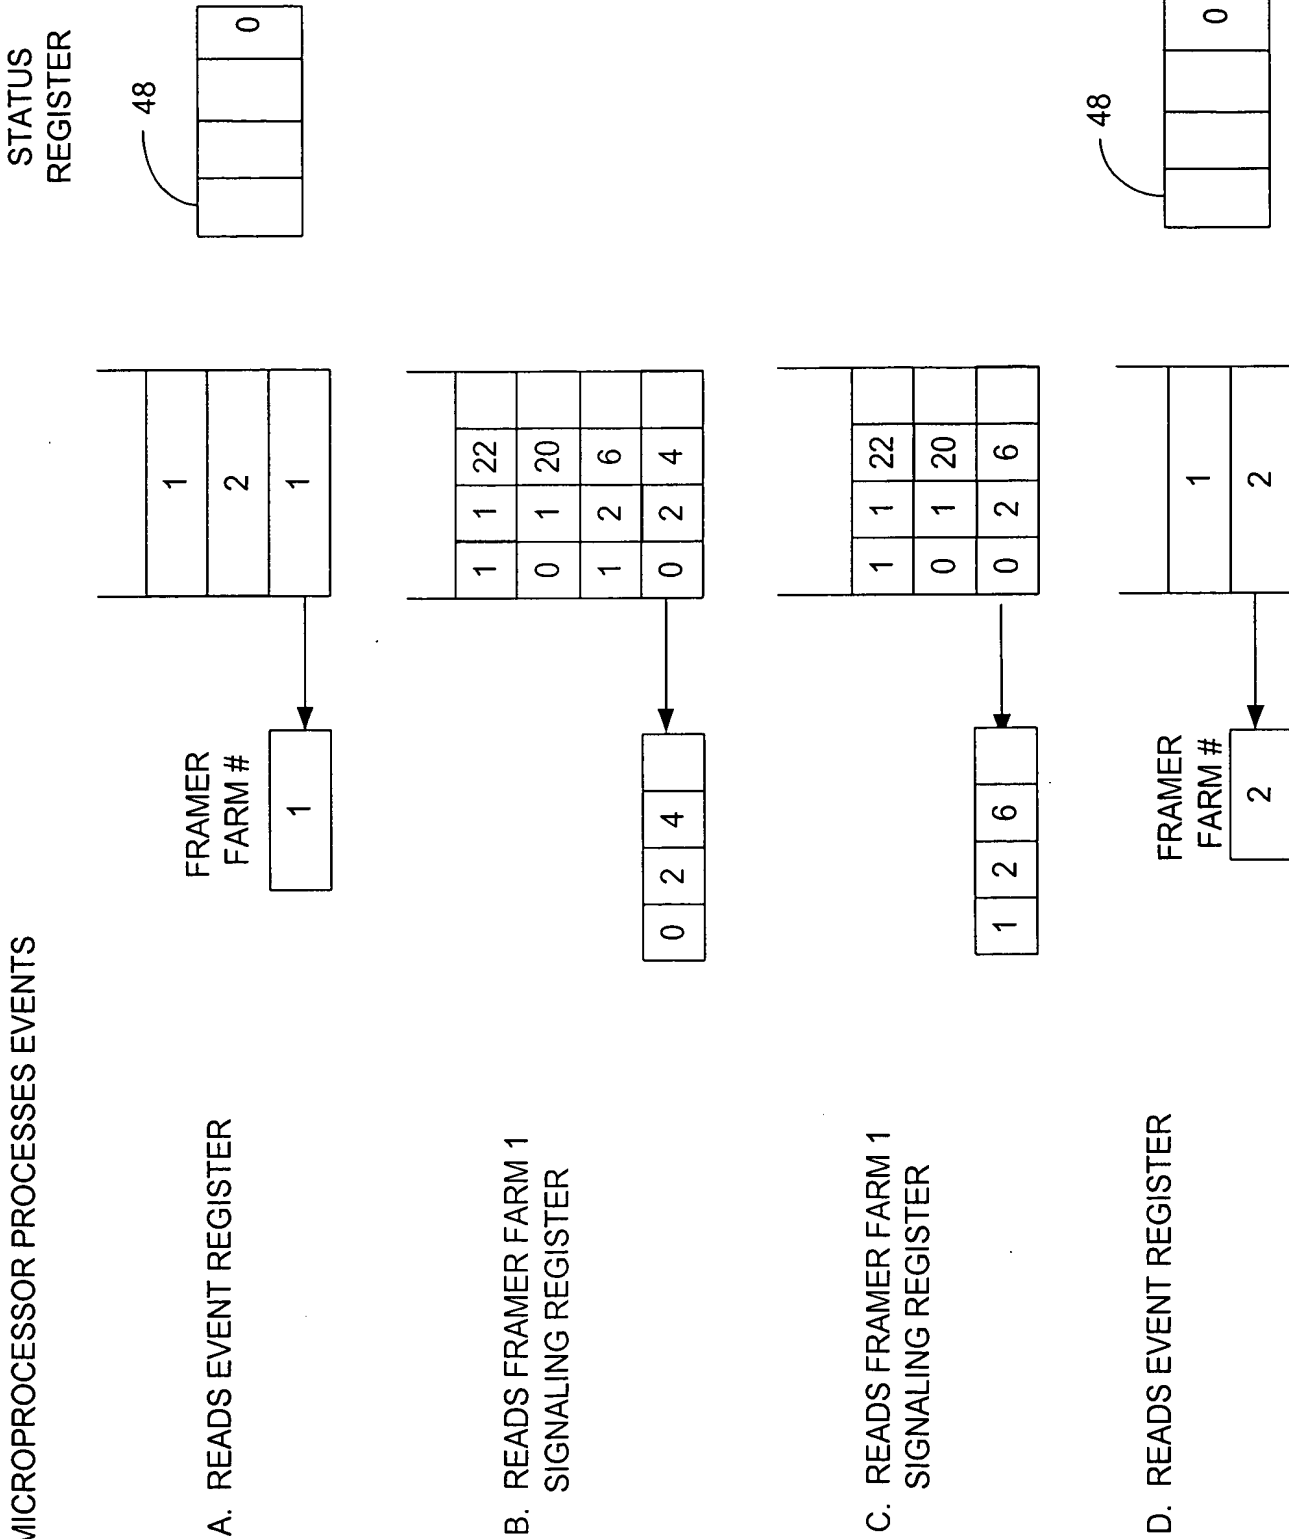 MICROPROCESSOR PROCESSES EVENTS
STATUS
REGISTER
A. READS EVENT REGISTER
FRAMER
FARM #
1
1
2
1
48
0
B. READS FRAMER FARM 1
SIGNALING REGISTER
0 2 4
1 1 22
0 1 20
1 2 6
0 2 4
C. READS FRAMER FARM 1
SIGNALING REGISTER
1 2 6
1 1 22
0 1 20
0 2 6
D. READS EVENT REGISTER
FRAMER
FARM #
2
1
2
48
0